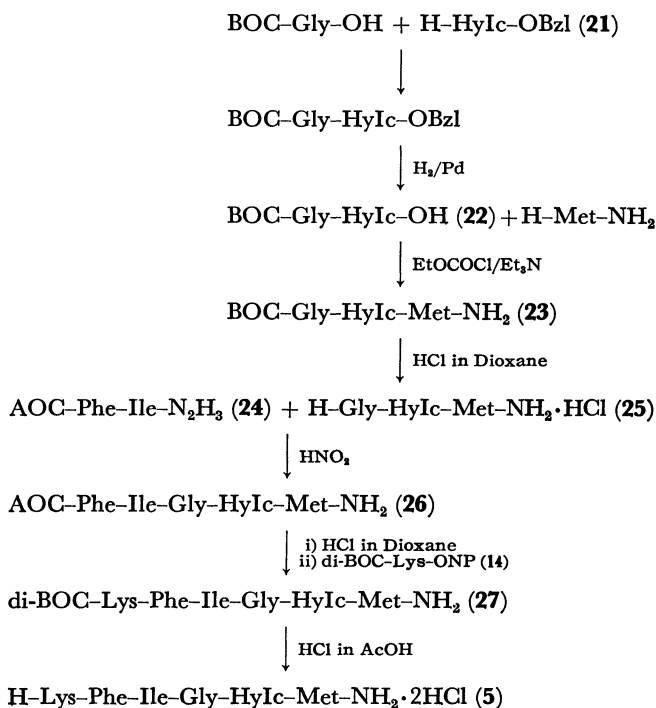 BOC–Gly–OH + H–HyIc–OBzl (21)
BOC–Gly–HyIc–OBzl
H₂/Pd
BOC–Gly–HyIc–OH (22) + H–Met–NH₂
EtOCOCl/Et₃N
BOC–Gly–HyIc–Met–NH₂ (23)
HCl in Dioxane
AOC–Phe–Ile–N₂H₃ (24) + H–Gly–HyIc–Met–NH₂·HCl (25)
HNO₂
AOC–Phe–Ile–Gly–HyIc–Met–NH₂ (26)
i) HCl in Dioxane
ii) di-BOC-Lys-ONP (14)
di-BOC–Lys–Phe–Ile–Gly–HyIc–Met–NH₂ (27)
HCl in AcOH
H–Lys–Phe–Ile–Gly–HyIc–Met–NH₂·2HCl (5)